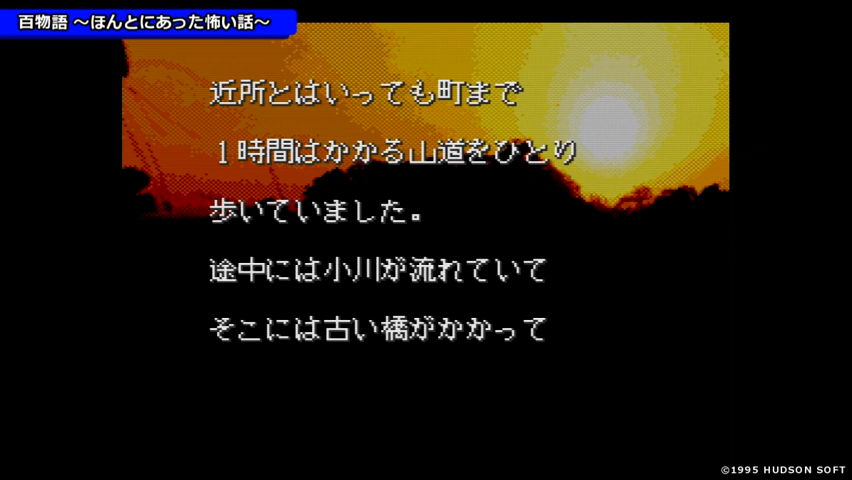 百物語 〜ほんとにあった怖い話〜
近所とはいっても町まで
1時間はかかる山道をひとり
歩いていました。
途中には小川が流れていて
そこには古い橋がかかって
©1995 HUDSON SOFT